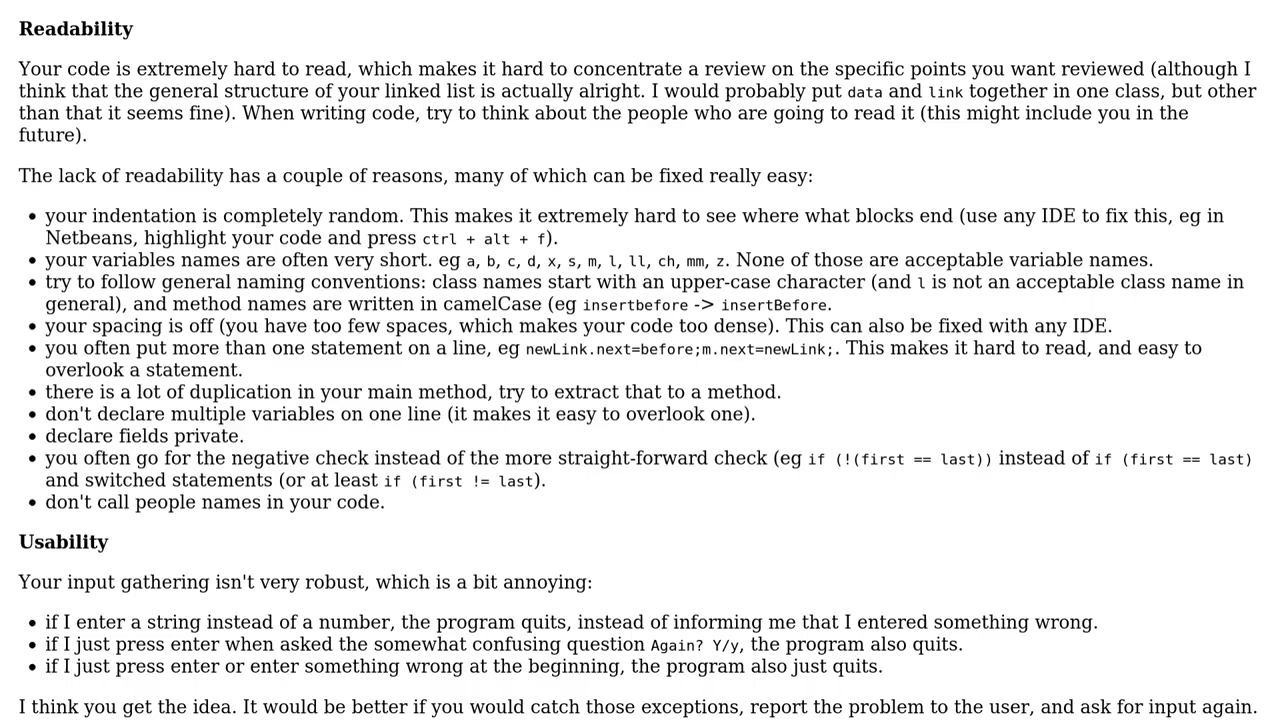 Readability
Your code is extremely hard to read, which makes it hard to concentrate a review on the specific points you want reviewed (although I
think that the general structure of your linked list is actually alright. I would probably put data and link together in one class, but other
than that it seems fine). When writing code, try to think about the people who are going to read it (this might include you in the
future).
The lack of readability has a couple of reasons, many of which can be fixed really easy:
• your indentation is completely random. This makes it extremely hard to see where what blocks end (use any IDE to fix this, eg in
Netbeans, highlight your code and press ctrl + alt + f).
• your variables names are often very short. eg a, b, c, d, x, s, m, l, ll, ch, mm, z. None of those are acceptable variable names.
• try to follow general naming conventions: class names start with an upper-case character (and l is not an acceptable class name in
general), and method names are written in camelCase (eg insertbefore -> insertBefore.
• your spacing is off (you have too few spaces, which makes your code too dense). This can also be fixed with any IDE.
• you often put more than one statement on a line, eg newLink.next=before;m.next=newLink;. This makes it hard to read, and easy to
overlook a statement.
• there is a lot of duplication in your main method, try to extract that to a method.
• don't declare multiple variables on one line (it makes it easy to overlook one).
• declare fields private.
• you often go for the negative check instead of the more straight-forward check (eg if (!(first == last)) instead of if (first == last)
and switched statements (or at least if (first != last).
• don't call people names in your code.
Usability
Your input gathering isn't very robust, which is a bit annoying:
• if I enter a string instead of a number, the program quits, instead of informing me that I entered something wrong.
• if I just press enter when asked the somewhat confusing question Again? Y/y, the program also quits.
• if I just press enter or enter something wrong at the beginning, the program also just quits.
I think you get the idea. It would be better if you would catch those exceptions, report the problem to the user, and ask for input again.